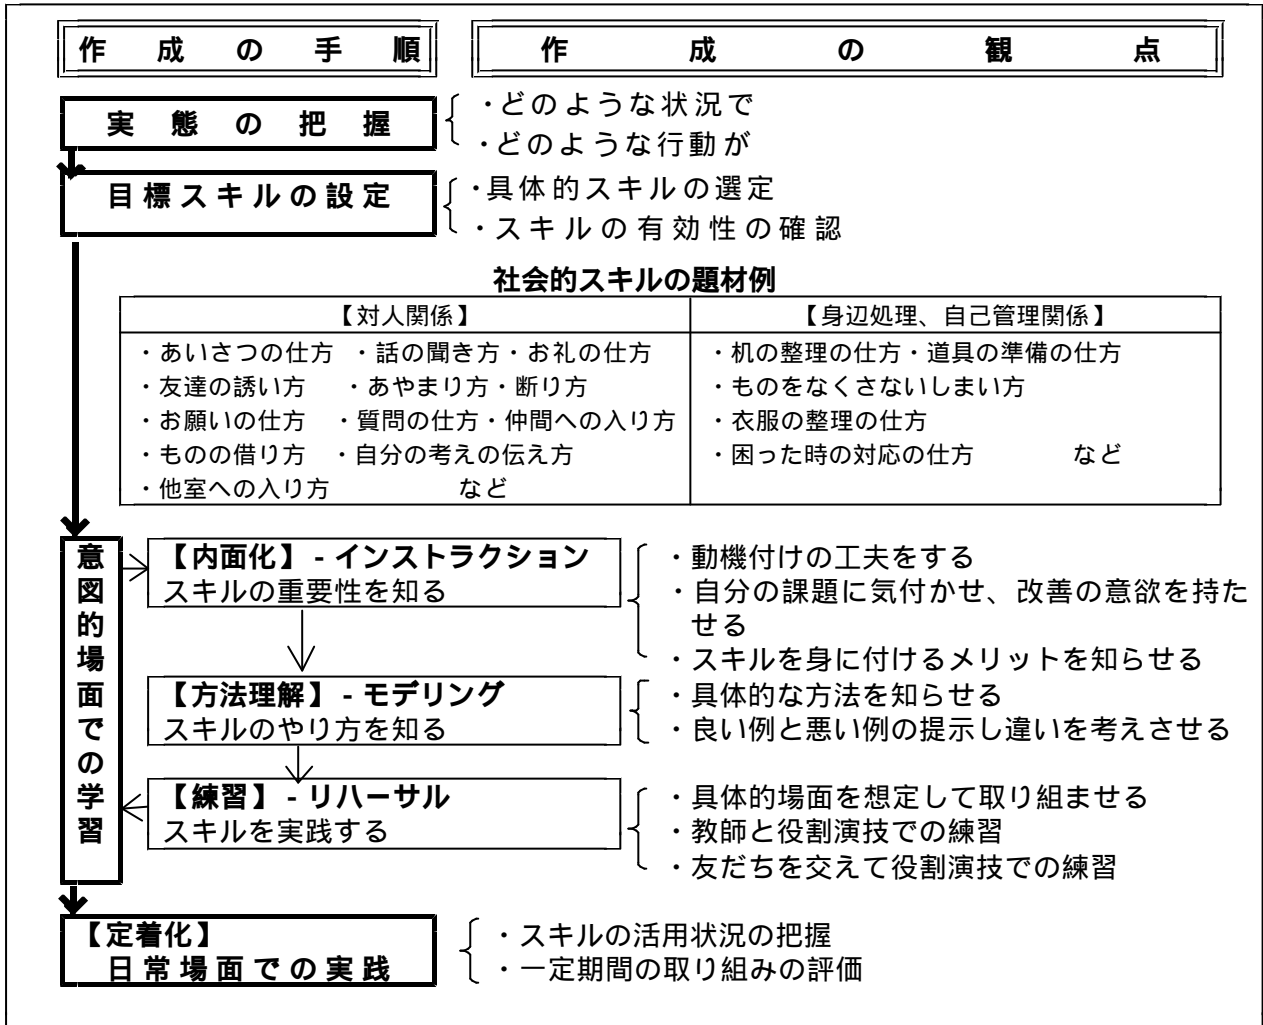 作成の手順 作成の観点
実態の把握
・どのような状況で
・どのような行動が
目標スキルの設定
・具体的スキルの選定
・スキルの有効性の確認
社会的スキルの題材例
【対人関係】 【身辺処理、自己管理関係】
・あいさつの仕方 ・話の聞き方・お礼の仕方
・友達の誘い方 ・あやまり方・断り方
・お願いの仕方 ・質問の仕方・仲間への入り方
・ものの借り方 ・自分の考えの伝え方
・他室への入り方 など
・机の整理の仕方・道具の準備の仕方
・ものをなくさないしまい方
・衣服の整理の仕方
・困った時の対応の仕方 など
意図的場面での学習
【内面化】-インストラクション
スキルの重要性を知る
・動機付けの工夫をする
・自分の課題に気付かせ、改善の意欲を持た
せる
・スキルを身に付けるメリットを知らせる
【方法理解】-モデリング
スキルのやり方を知る
・具体的な方法を知らせる
・良い例と悪い例の提示し違いを考えさせる
【練習】-リハーサル
スキルを実践する
・具体的場面を想定して取り組ませる
・教師と役割演技での練習
・友だちを交えて役割演技での練習
【定着化】
日常場面での実践
・スキルの活用状況の把握
・一定期間の取り組みの評価